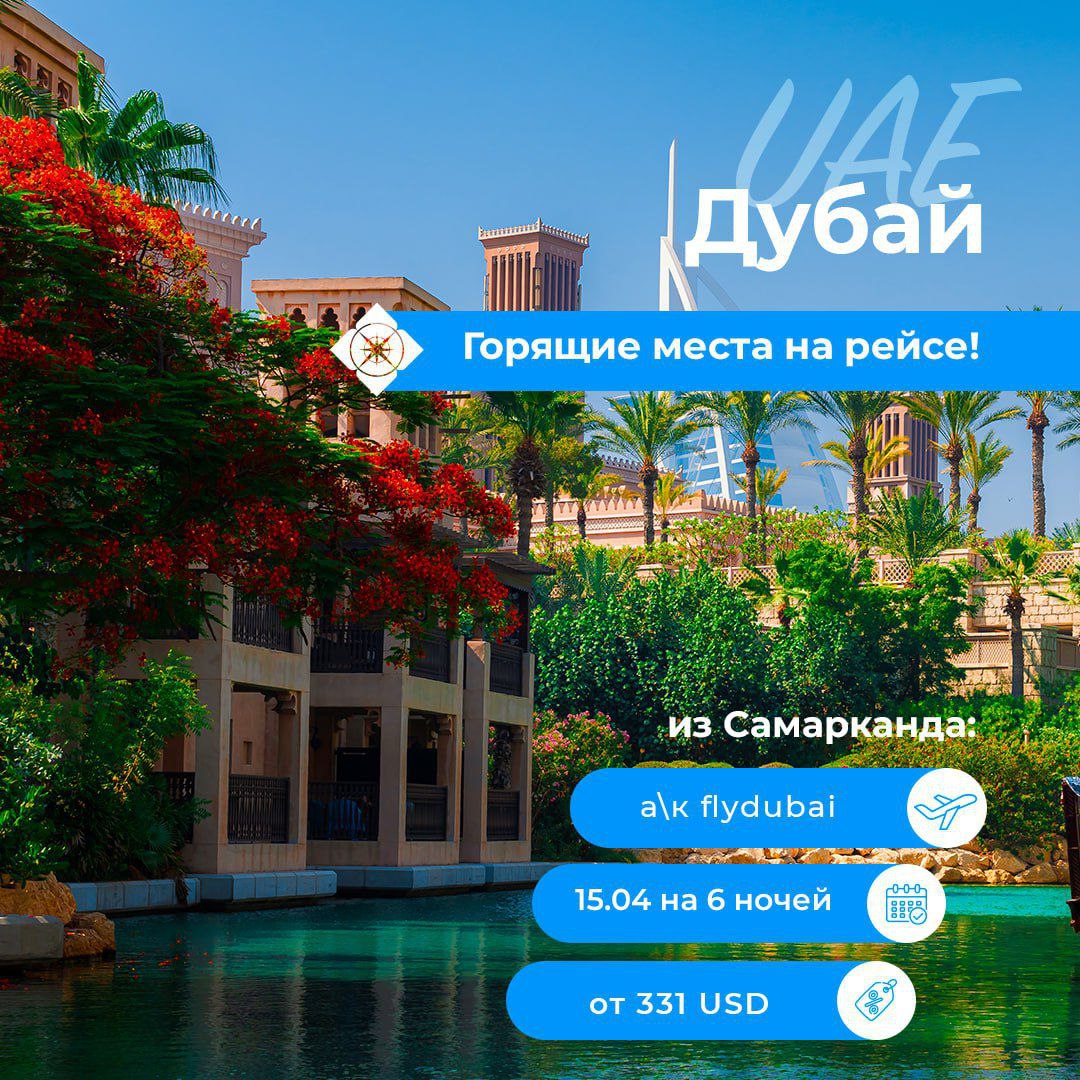 UAE
Дубай
Горящие места на рейсе!
из Самарканда:
а\к flydubai
15.04 на 6 ночей
от 331 USD